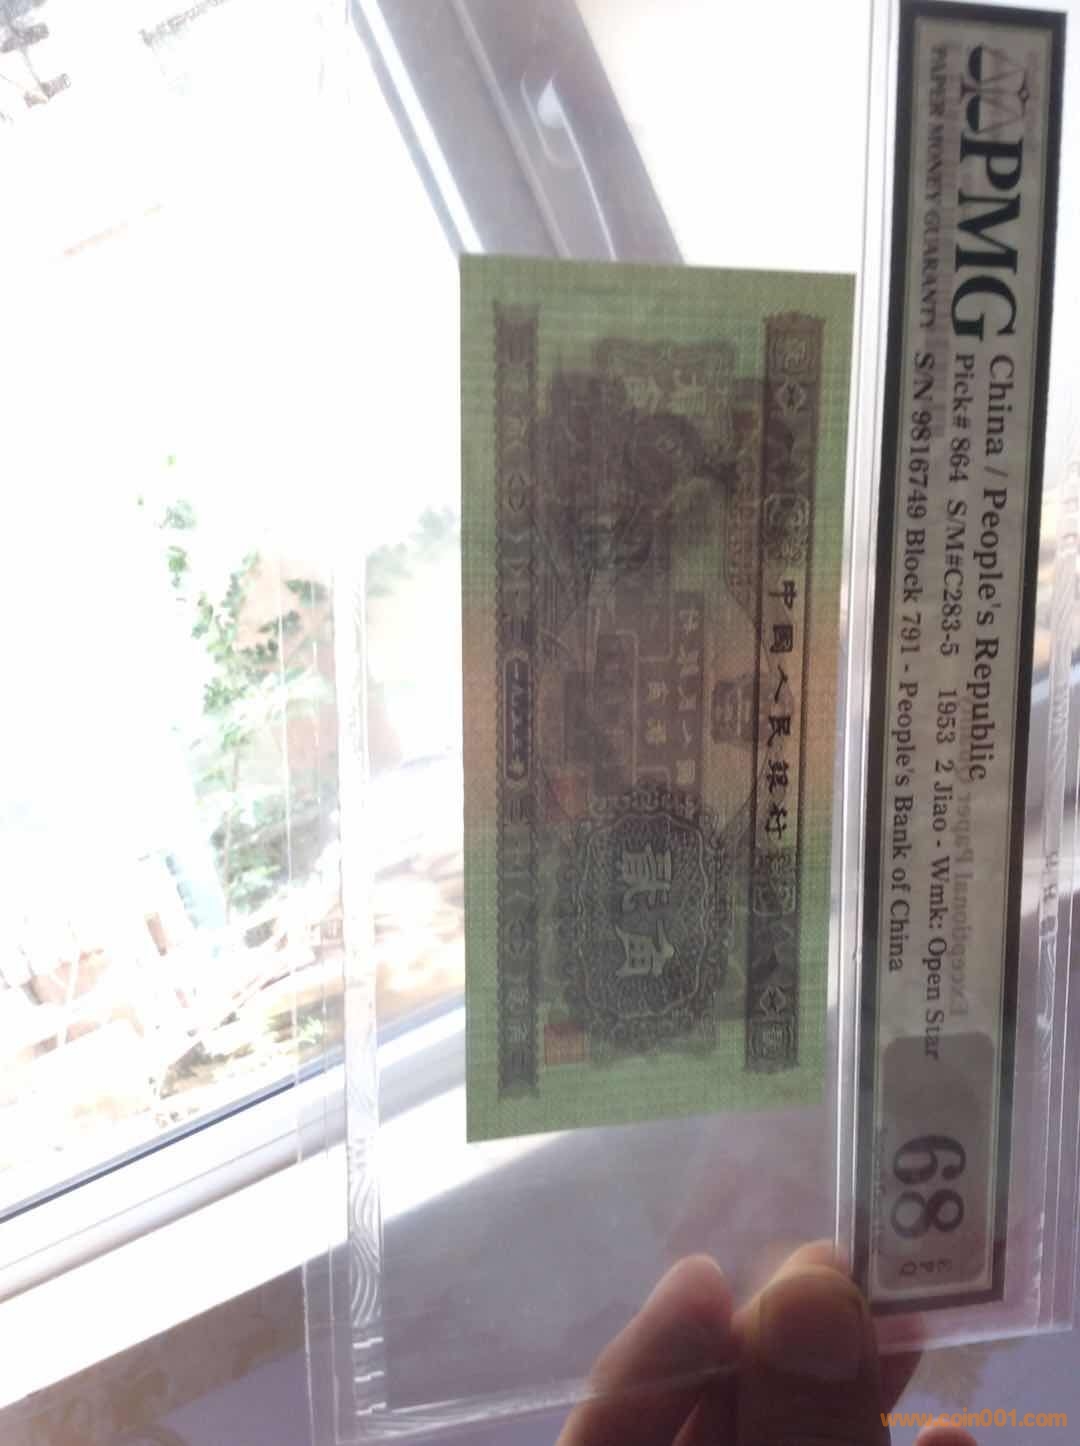 PMG
PAPER MONEY GUARANTY
China / People's Republic
Pick# 864 S/M#C283-5 1953 2 Jiao - Wmk: Open Star
S/N 9816749 Block 791 - People's Bank of China
68
EPQ
中國人民銀行
貳角
www.coin001.com